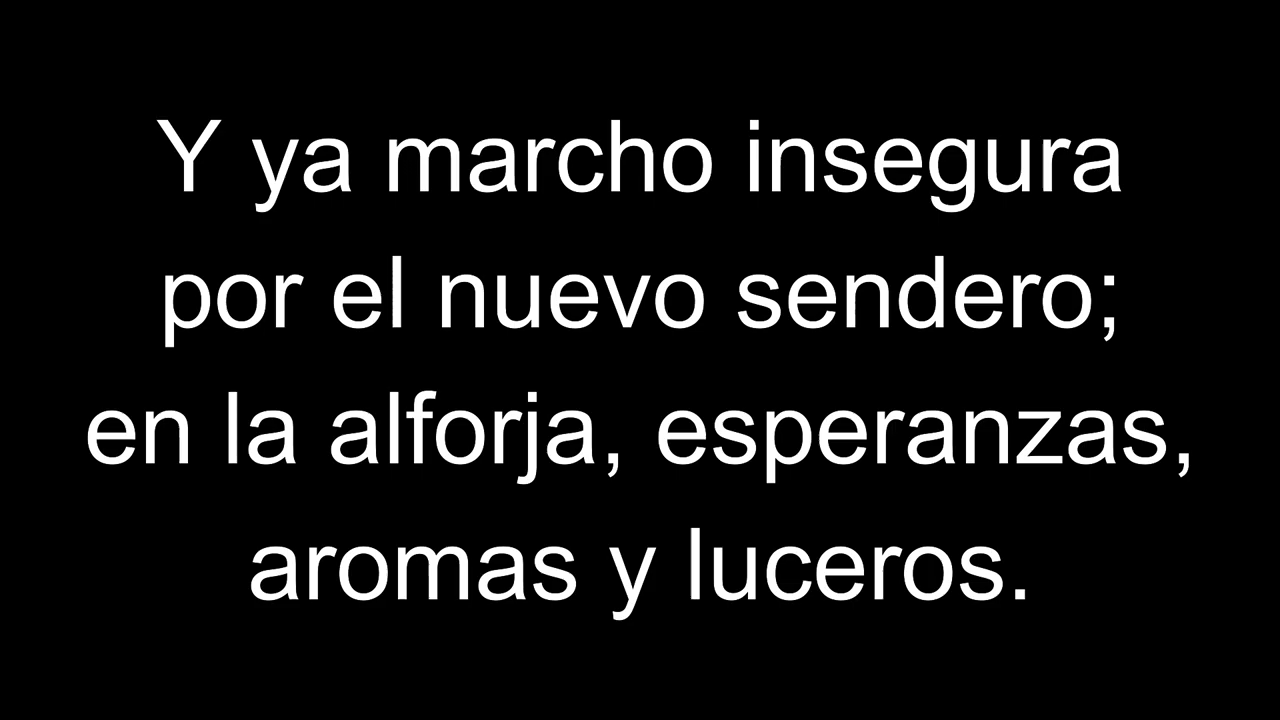 Y ya marcho insegura
por el nuevo sendero;
en la alforja, esperanzas,
aromas y luceros.